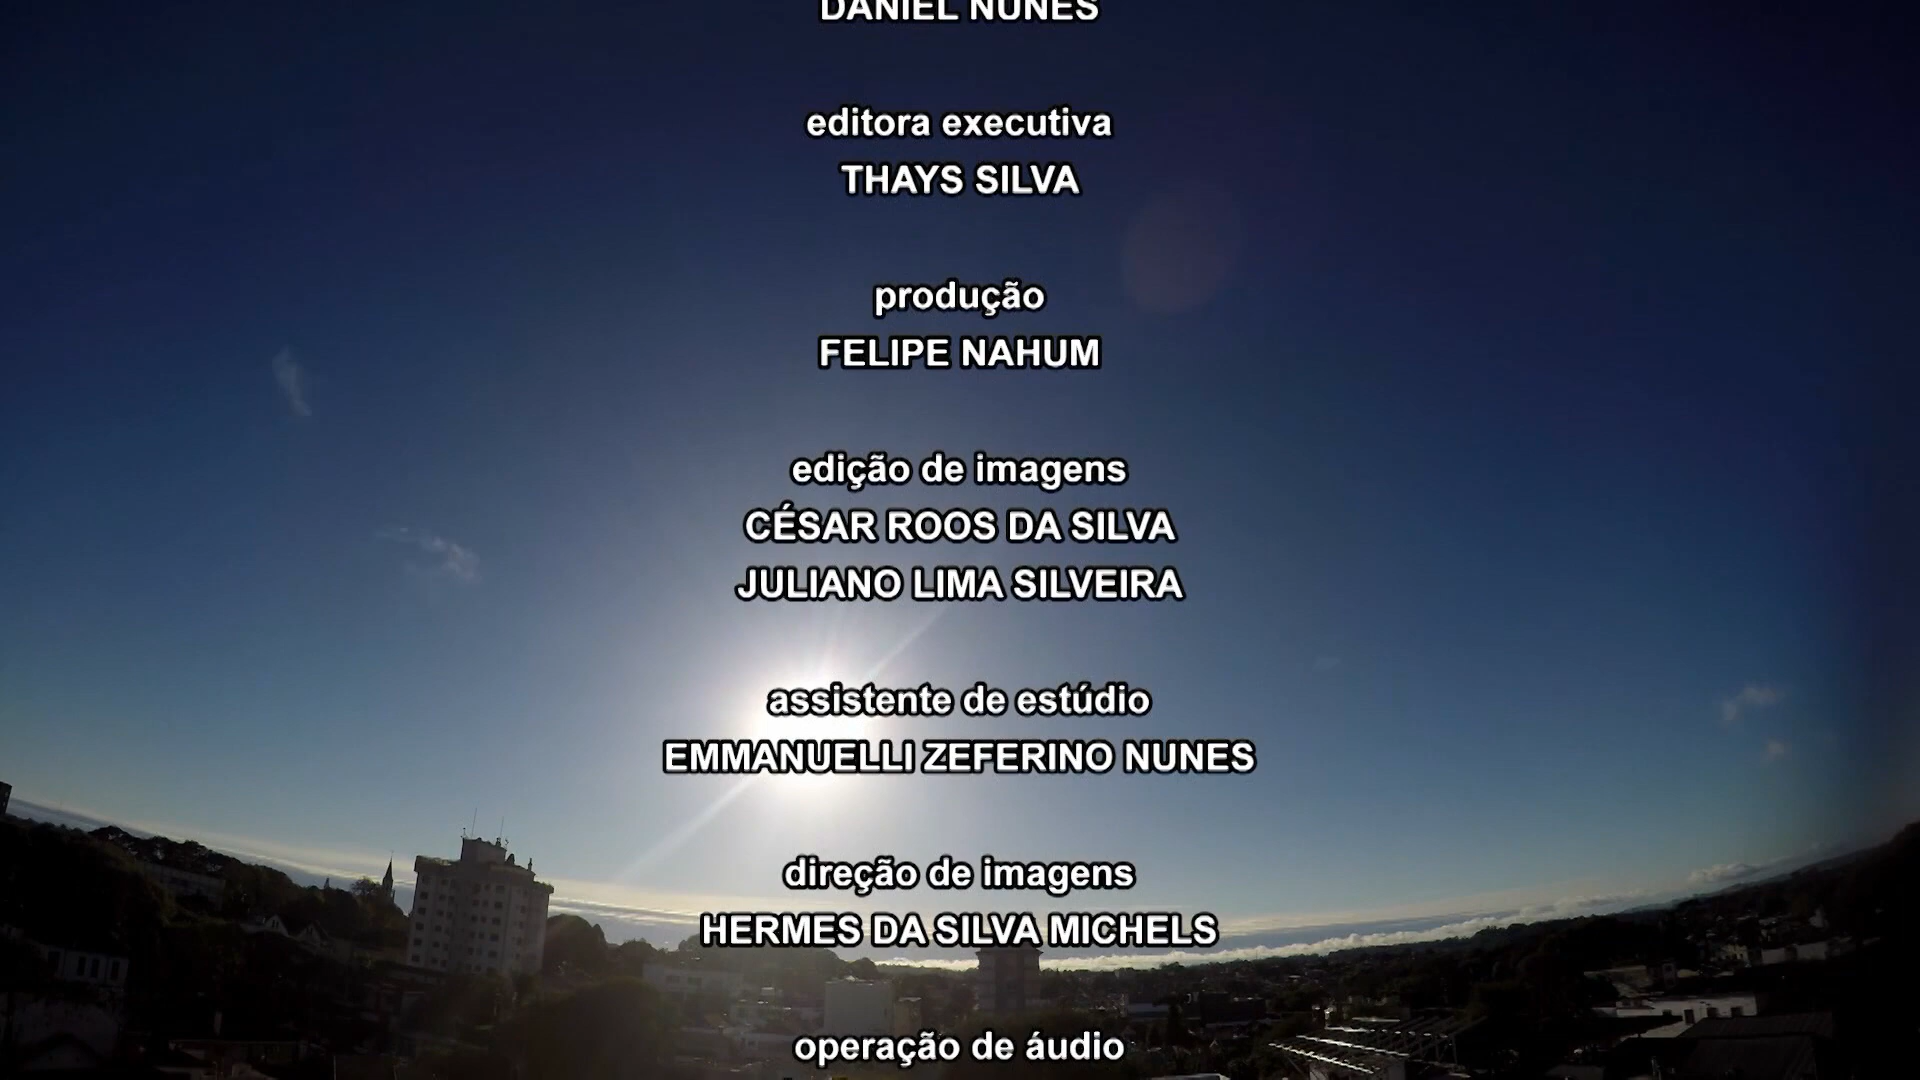 DANIEL NUNES
editora executiva
THAYS SILVA
produção
FELIPE NAHUM
edição de imagens
CÉSAR ROOS DA SILVA
JULIANO LIMA SILVEIRA
assistente de estúdio
EMMANUELLI ZEFERINO NUNES
direção de imagens
HERMES DA SILVA MICHELS
operação de áudio